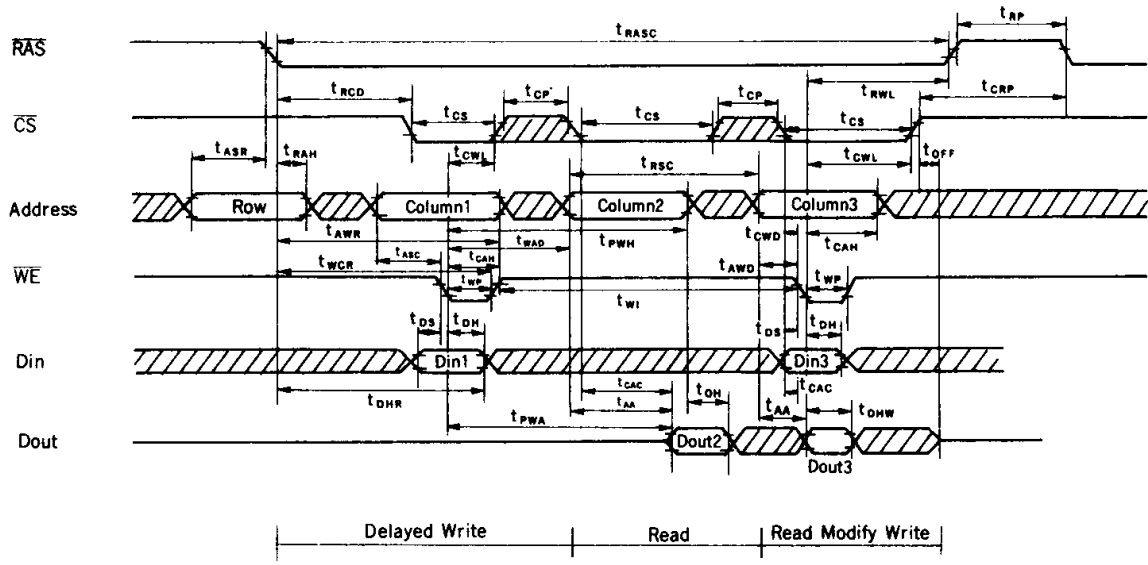 tRP
RAS
tRASC
tRCD
tCP
tCP
tRWL
tCRP
CS
tCS
tCS
tCS
tASR
tRAH
tCWL
tRSC
tCWL
tOFF
Address
Row
Column1
Column2
Column3
tAWR
tWAD
tPWH
tCWD
tCAH
tWCR
tASC
tCAH
tAWD
WE
tWP
tWI
tWP
tDS
tDH
tDS
tDH
Din
Din1
Din3
tDHR
tCAC
tAA
tOH
tCAC
tAA
tOHW
tPWA
Dout
Dout2
Dout3
Delayed Write
Read
Read Modify Write